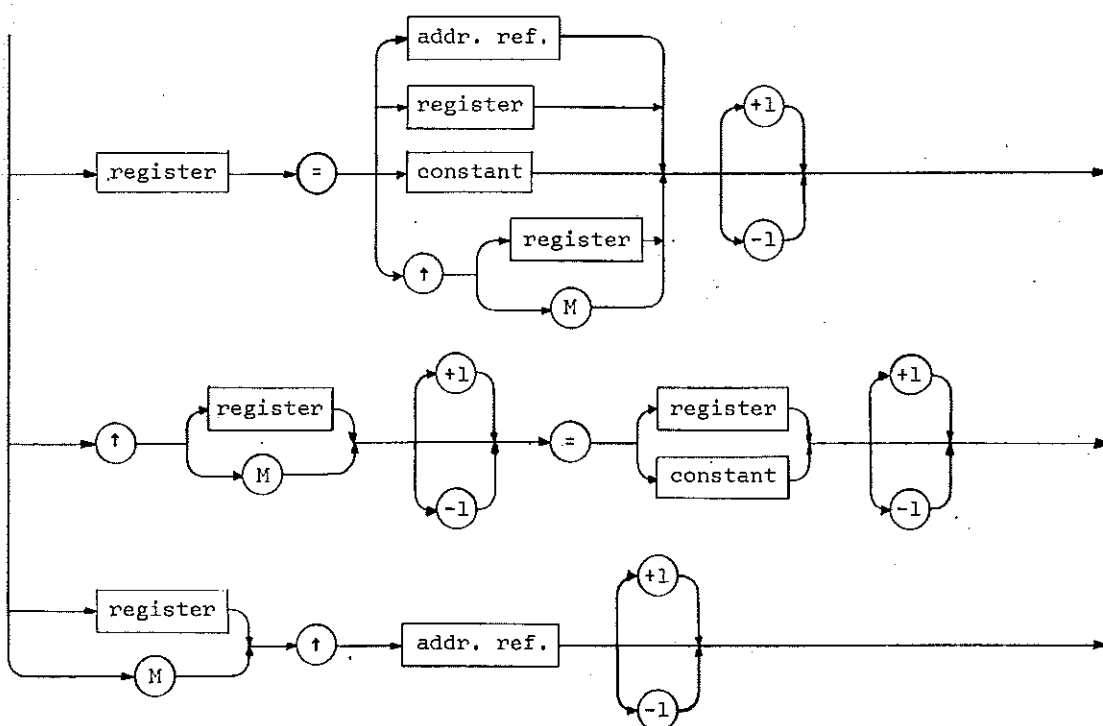 addr. ref.
register
+1
register
=
constant
register
-1
↑
M
+1
+1
register
register
↑
=
M
constant
-1
-1
+1
register
↑
addr. ref.
M
-1